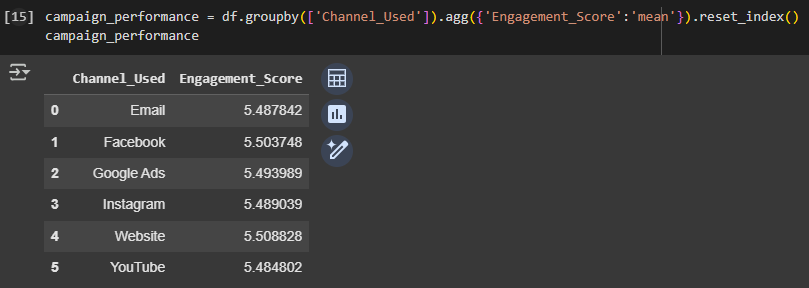 [15] campaign_performance = df.groupby(['Channel_Used']).agg({'Engagement_Score':'mean'}).reset_index()
campaign_performance
Channel_Used Engagement_Score
0 Email 5.487842
1 Facebook 5.503748
2 Google Ads 5.493989
3 Instagram 5.489039
4 Website 5.508828
5 YouTube 5.484802